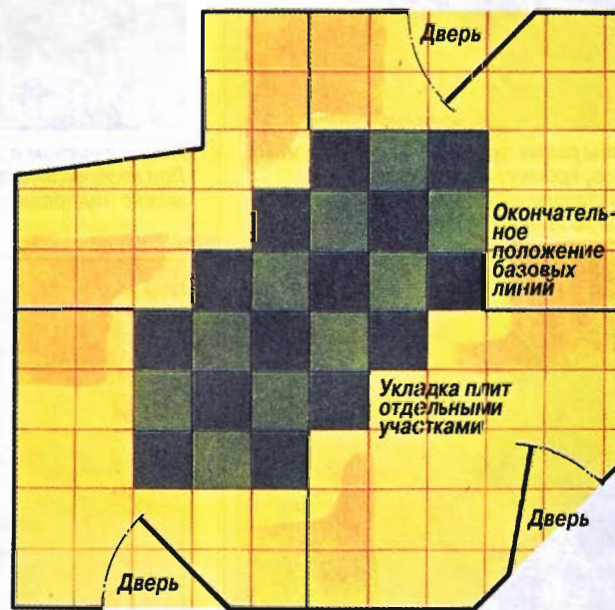 Дверь
Окончатель-
ное
положение
базовых
линий
Укладка плит
отдельными
участками
Дверь
Дверь